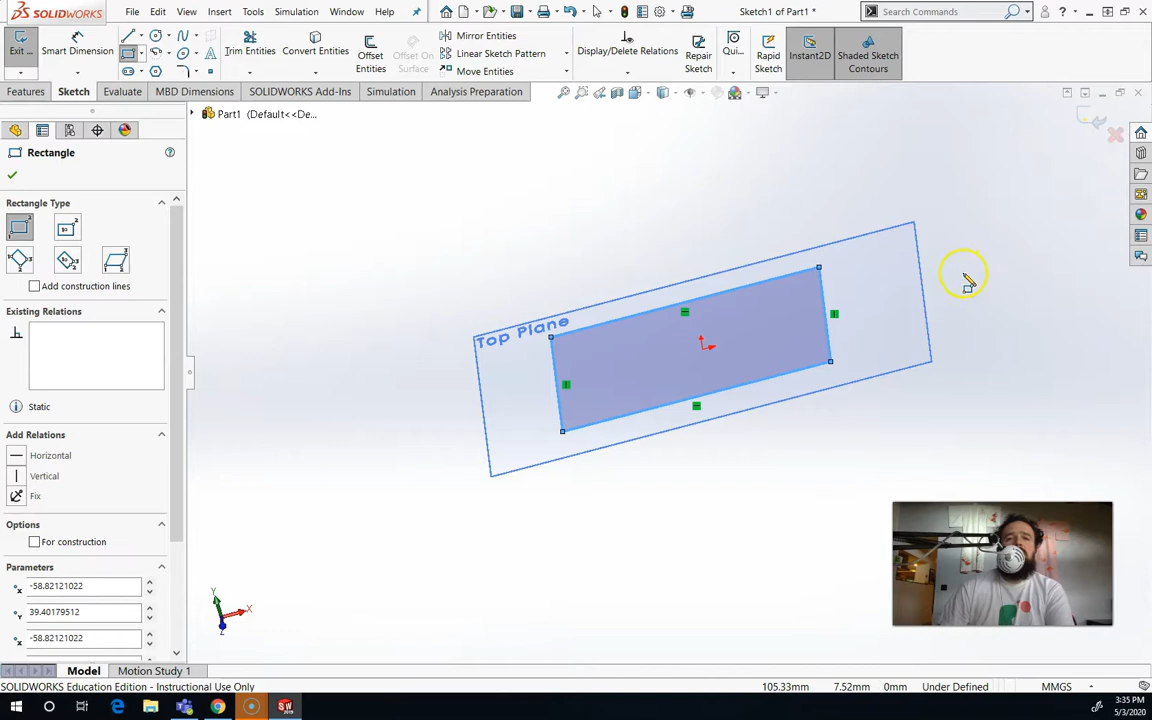 SOLIDWORKS
File
Edit
View
Insert
Tools
Simulation
Window
Help
Sketch1 of Part1 *
Search Commands
Exit ...
Smart Dimension
Trim Entities
Convert Entities
Offset Entities
Offset On Surface
Mirror Entities
Linear Sketch Pattern
Move Entities
Display/Delete Relations
Repair Sketch
Qui...
Rapid Sketch
Instant2D
Shaded Sketch Contours
Features
Sketch
Evaluate
MBD Dimensions
SOLIDWORKS Add-Ins
Simulation
Analysis Preparation
Part1 (Default<<De...
Rectangle
Rectangle Type
Add construction lines
Existing Relations
Static
Add Relations
Horizontal
Vertical
Fix
Options
For construction
Parameters
-58.82121022
39.40179512
-58.82121022
Top Plane
Y
X
Z
Model
Motion Study 1
SOLIDWORKS Education Edition - Instructional Use Only
105.33mm
7.52mm
0mm
Under Defined
MMGS
3:35 PM
5/3/2020